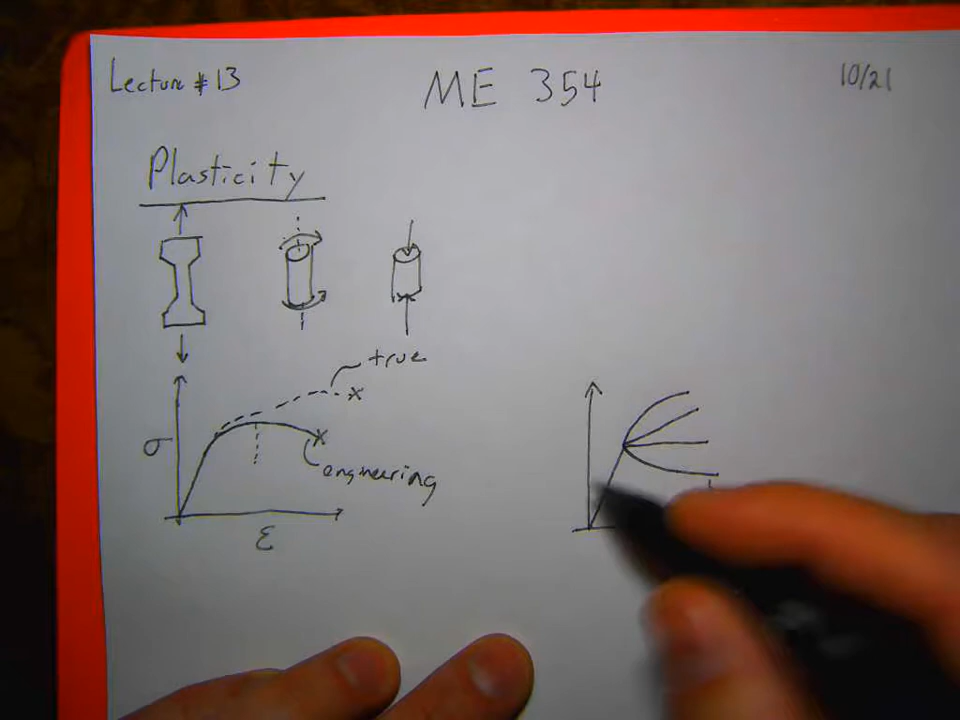 Lecture # 13
ME 354
10/21
Plasticity
true
σ
engineering
ε